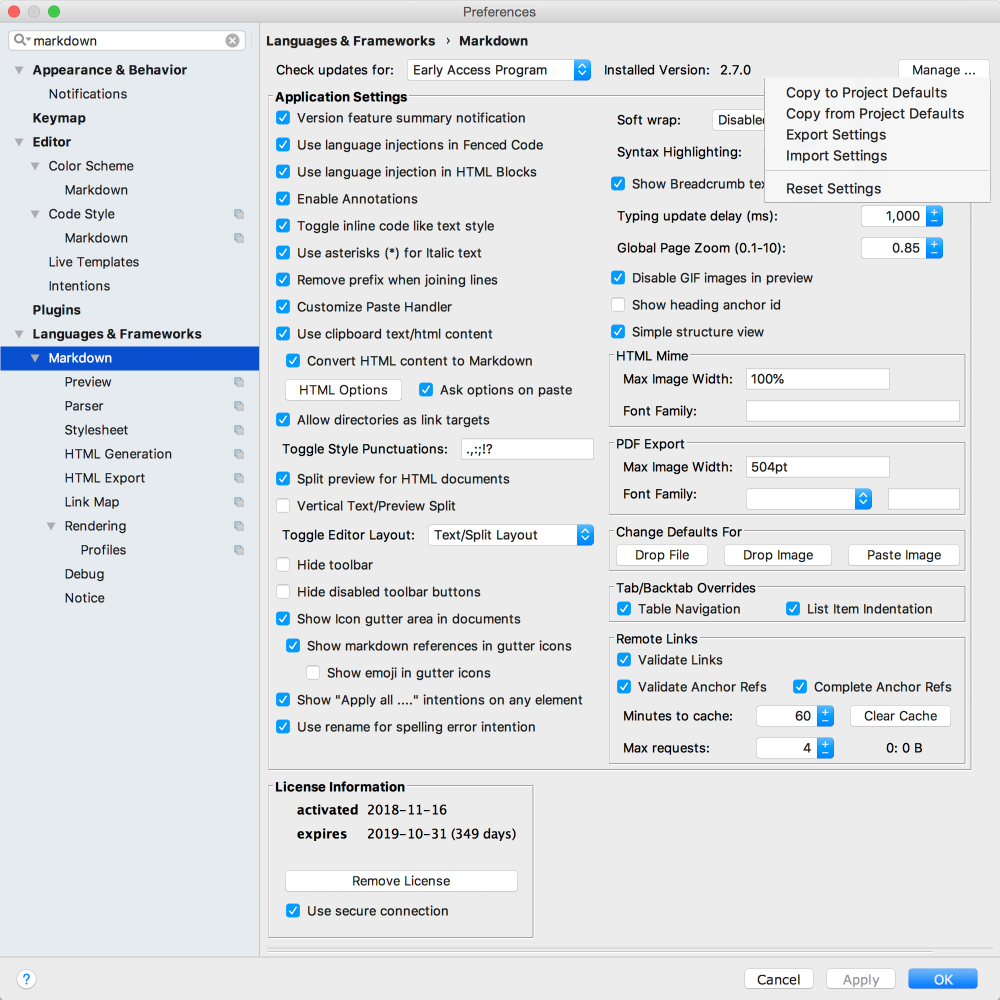 Preferences
markdown
Appearance & Behavior
Notifications
Keymap
Editor
Color Scheme
Markdown
Code Style
Markdown
Live Templates
Intentions
Plugins
Languages & Frameworks
Markdown
Preview
Parser
Stylesheet
HTML Generation
HTML Export
Link Map
Rendering
Profiles
Debug
Notice
Languages & Frameworks › Markdown
Check updates for: Early Access Program Installed Version: 2.7.0 Manage ...
Copy to Project Defaults
Copy from Project Defaults
Export Settings
Import Settings
Reset Settings
Application Settings
Version feature summary notification
Use language injections in Fenced Code
Use language injection in HTML Blocks
Enable Annotations
Toggle inline code like text style
Use asterisks (*) for Italic text
Remove prefix when joining lines
Customize Paste Handler
Use clipboard text/html content
Convert HTML content to Markdown
HTML Options Ask options on paste
Allow directories as link targets
Toggle Style Punctuations: .,:;!?
Split preview for HTML documents
Vertical Text/Preview Split
Toggle Editor Layout: Text/Split Layout
Hide toolbar
Hide disabled toolbar buttons
Show Icon gutter area in documents
Show markdown references in gutter icons
Show emoji in gutter icons
Show "Apply all ...." intentions on any element
Use rename for spelling error intention
Soft wrap: Disabled
Syntax Highlighting:
Show Breadcrumb tex
Typing update delay (ms): 1,000
Global Page Zoom (0.1-10): 0.85
Disable GIF images in preview
Show heading anchor id
Simple structure view
HTML Mime
Max Image Width: 100%
Font Family:
PDF Export
Max Image Width: 504pt
Font Family:
Change Defaults For
Drop File Drop Image Paste Image
Tab/Backtab Overrides
Table Navigation List Item Indentation
Remote Links
Validate Links
Validate Anchor Refs Complete Anchor Refs
Minutes to cache: 60 Clear Cache
Max requests: 4 0: 0 B
License Information
activated 2018-11-16
expires 2019-10-31 (349 days)
Remove License
Use secure connection
? Cancel Apply OK